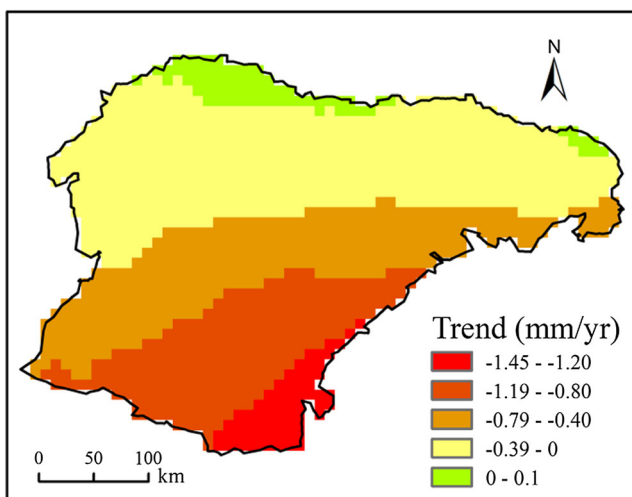 N
Trend (mm/yr)
-1.45 - -1.20
-1.19 - -0.80
-0.79 - -0.40
-0.39 - 0
0 - 0.1
0 50 100
km